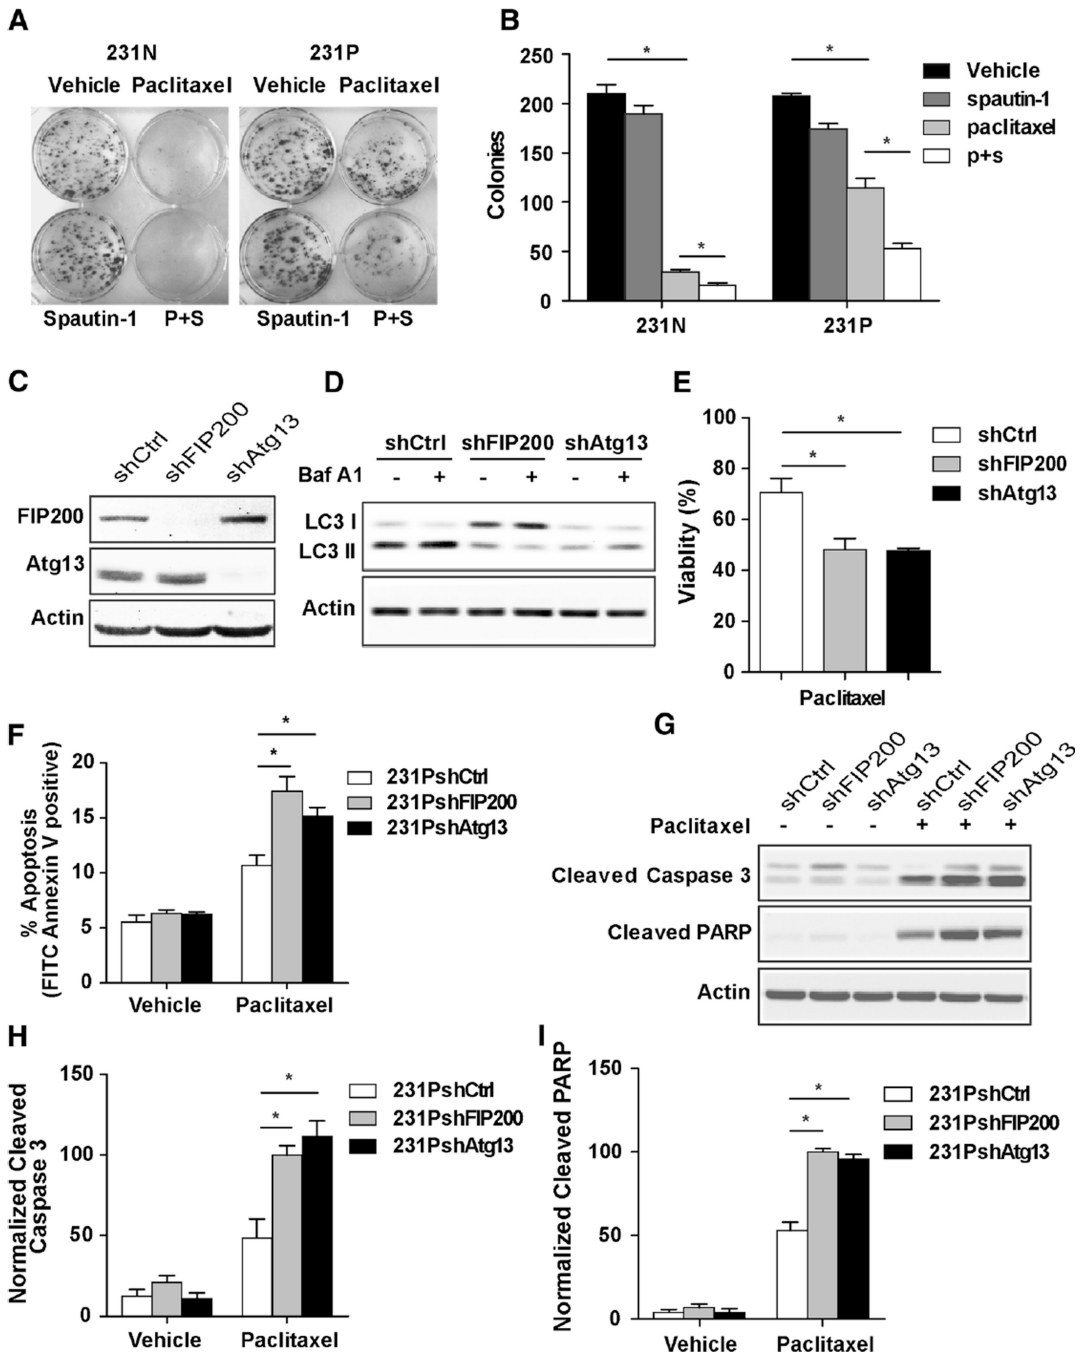 A
231N 231P
Vehicle Paclitaxel Vehicle Paclitaxel
Spautin-1 P+S Spautin-1 P+S
B
Colonies
250
200
150
100
50
0
* * * *
231N 231P
Vehicle
spautin-1
paclitaxel
p+s
C
shCtrl shFIP200 shAtg13
FIP200
Atg13
Actin
D
shCtrl shFIP200 shAtg13
Baf A1 - + - + - +
LC3 I
LC3 II
Actin
E
Viablity (%)
100
80
60
40
20
0
* *
Paclitaxel
shCtrl
shFIP200
shAtg13
F
% Apoptosis
(FITC Annexin V positive)
20
15
10
5
0
* *
Vehicle Paclitaxel
231PshCtrl
231PshFIP200
231PshAtg13
G
shCtrl shFIP200 shAtg13 shCtrl shFIP200 shAtg13
Paclitaxel - - - + + +
Cleaved Caspase 3
Cleaved PARP
Actin
H
Normalized Cleaved
Caspase 3
150
100
50
0
* *
Vehicle Paclitaxel
231PshCtrl
231PshFIP200
231PshAtg13
I
Normalized Cleaved PARP
150
100
50
0
* *
Vehicle Paclitaxel
231PshCtrl
231PshFIP200
231PshAtg13